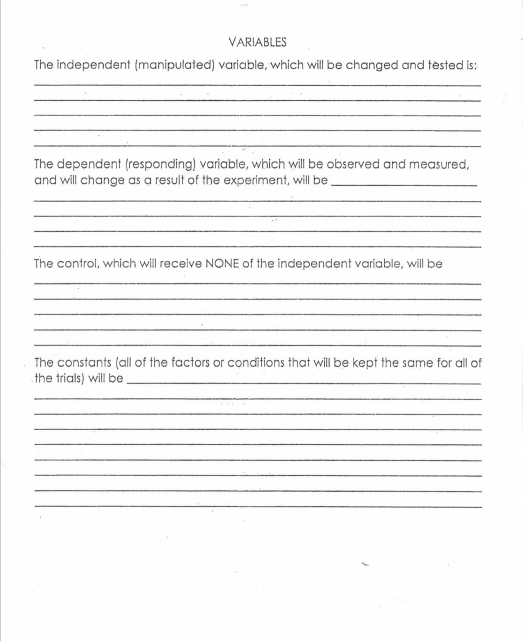 VARIABLES
The independent (manipulated) variable, which will be changed and tested is:
The dependent (responding) variable, which will be observed and measured,
and will change as a result of the experiment, will be
The control, which will receive NONE of the independent variable, will be
The constants (all of the factors or conditions that will be kept the same for all of
the trials) will be